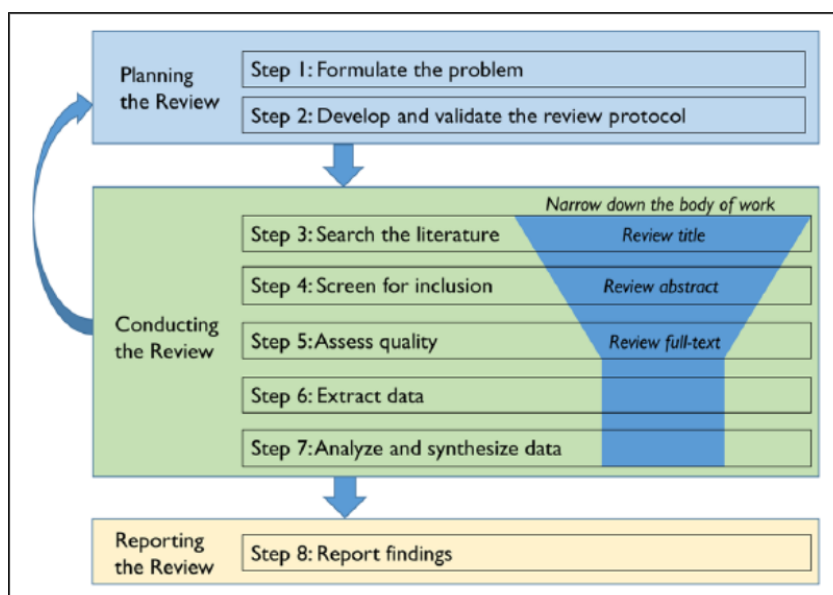 Planning
the Review
Step 1: Formulate the problem
Step 2: Develop and validate the review protocol
Conducting
the Review
Narrow down the body of work
Step 3: Search the literature
Review title
Step 4: Screen for inclusion
Review abstract
Step 5: Assess quality
Review full-text
Step 6: Extract data
Step 7: Analyze and synthesize data
Reporting
the Review
Step 8: Report findings